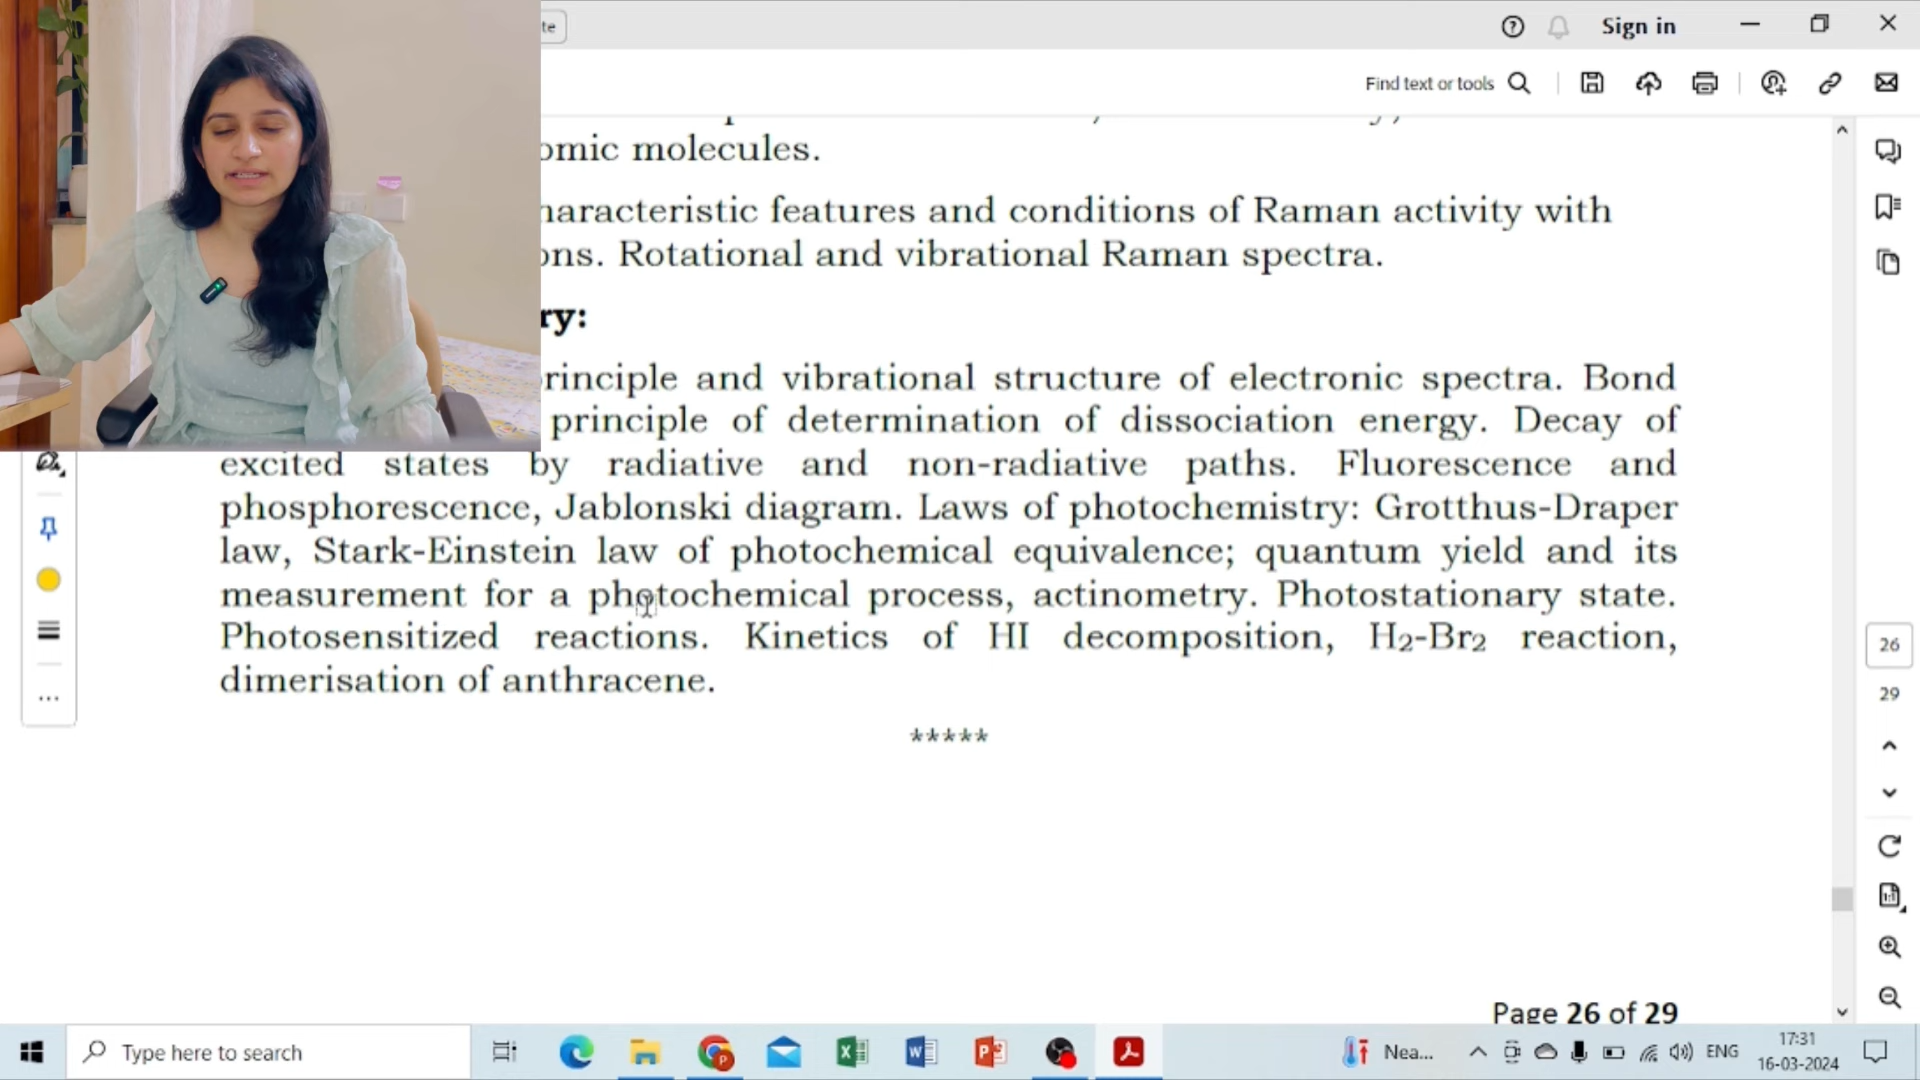 te
Sign in
Find text or tools
omic molecules.
haracteristic features and conditions of Raman activity with
ons. Rotational and vibrational Raman spectra.
ry:
rinciple and vibrational structure of electronic spectra. Bond
principle of determination of dissociation energy. Decay of
excited states by radiative and non-radiative paths. Fluorescence and
phosphorescence, Jablonski diagram. Laws of photochemistry: Grotthus-Draper
law, Stark-Einstein law of photochemical equivalence; quantum yield and its
measurement for a photochemical process, actinometry. Photostationary state.
Photosensitized reactions. Kinetics of HI decomposition, H₂-Br₂ reaction,
dimerisation of anthracene.
*****
26
29
Page 26 of 29
Type here to search
Nea...
ENG
17:31
16-03-2024